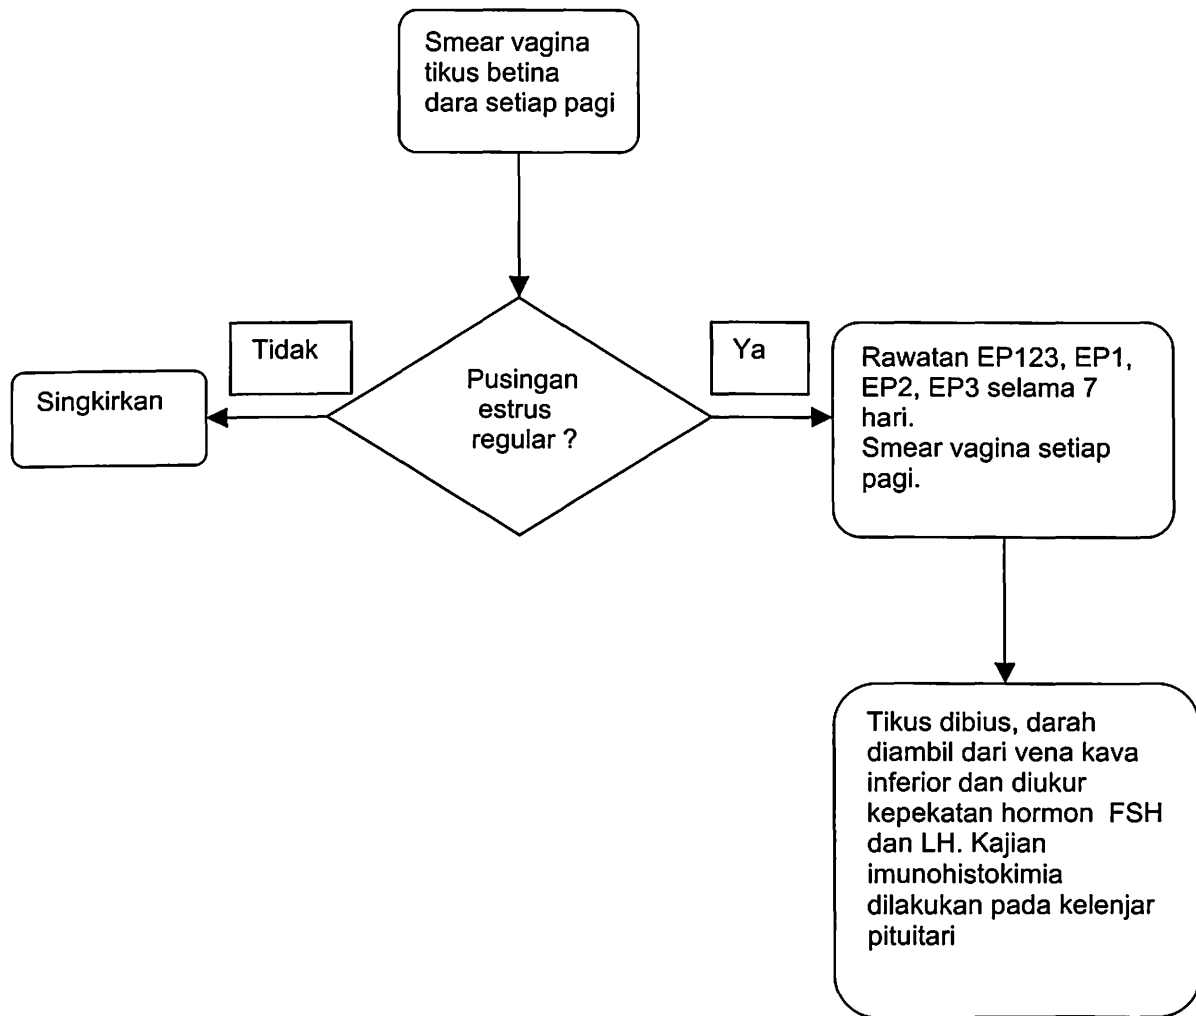 Smear vagina
tikus betina
dara setiap pagi
Tidak
Ya
Singkirkan
Pusingan
estrus
regular ?
Rawatan EP123, EP1,
EP2, EP3 selama 7
hari.
Smear vagina setiap
pagi.
Tikus dibius, darah
diambil dari vena kava
inferior dan diukur
kepekatan hormon FSH
dan LH. Kajian
imunohistokimia
dilakukan pada kelenjar
pituitari